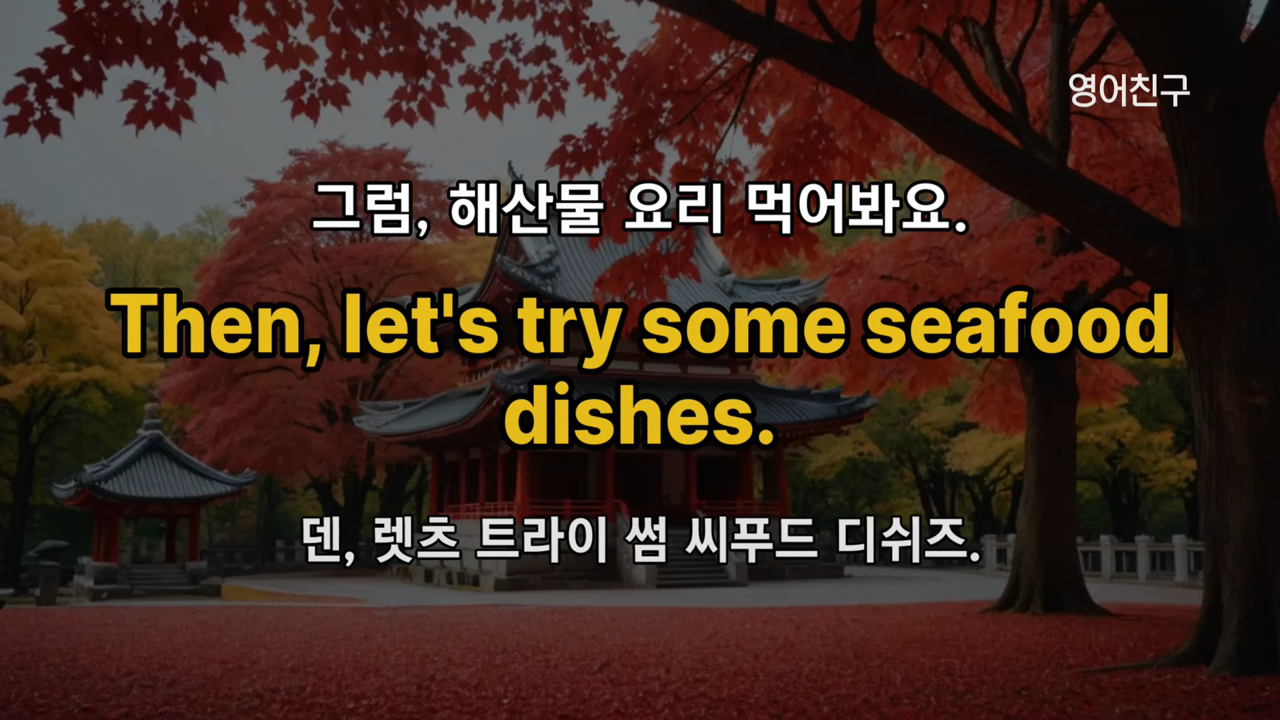 영어친구
그럼, 해산물 요리 먹어봐요.
Then, let's try some seafood
dishes.
덴, 렛츠 트라이 썸 씨푸드 디쉬즈.